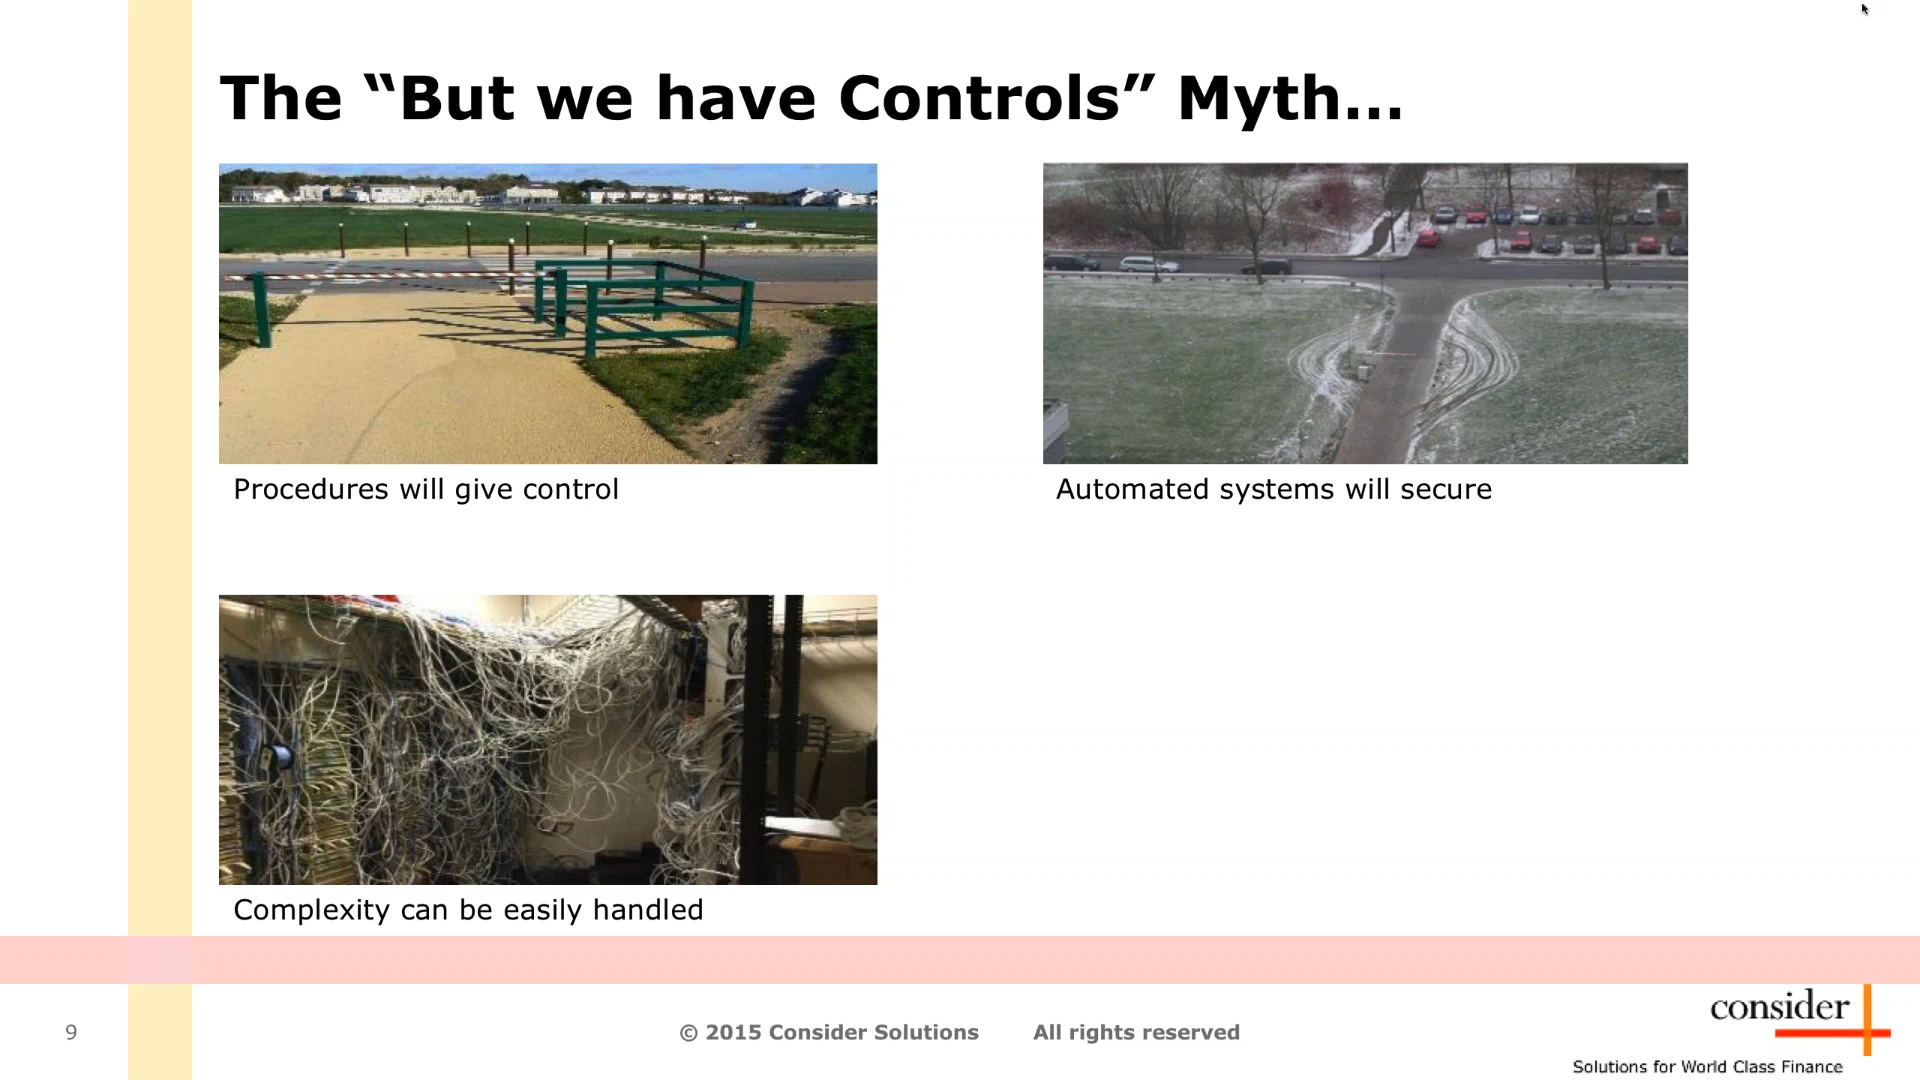 The “But we have Controls” Myth...
Procedures will give control
Automated systems will secure
Complexity can be easily handled
9
© 2015 Consider Solutions All rights reserved
consider
Solutions for World Class Finance